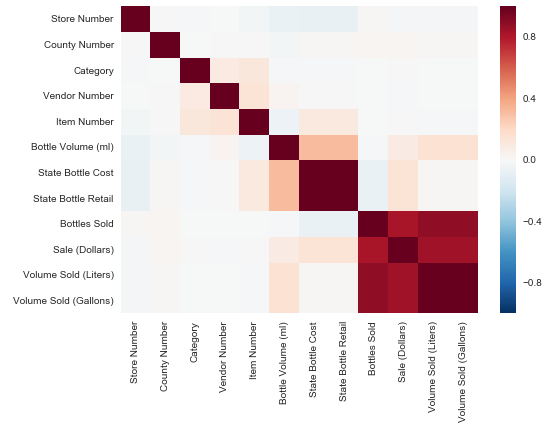 Store Number
County Number
Category
Vendor Number
Item Number
Bottle Volume (ml)
State Bottle Cost
State Bottle Retail
Bottles Sold
Sale (Dollars)
Volume Sold (Liters)
Volume Sold (Gallons)
Store Number
County Number
Category
Vendor Number
Item Number
Bottle Volume (ml)
State Bottle Cost
State Bottle Retail
Bottles Sold
Sale (Dollars)
Volume Sold (Liters)
Volume Sold (Gallons)
0.8
0.4
0.0
−0.4
−0.8